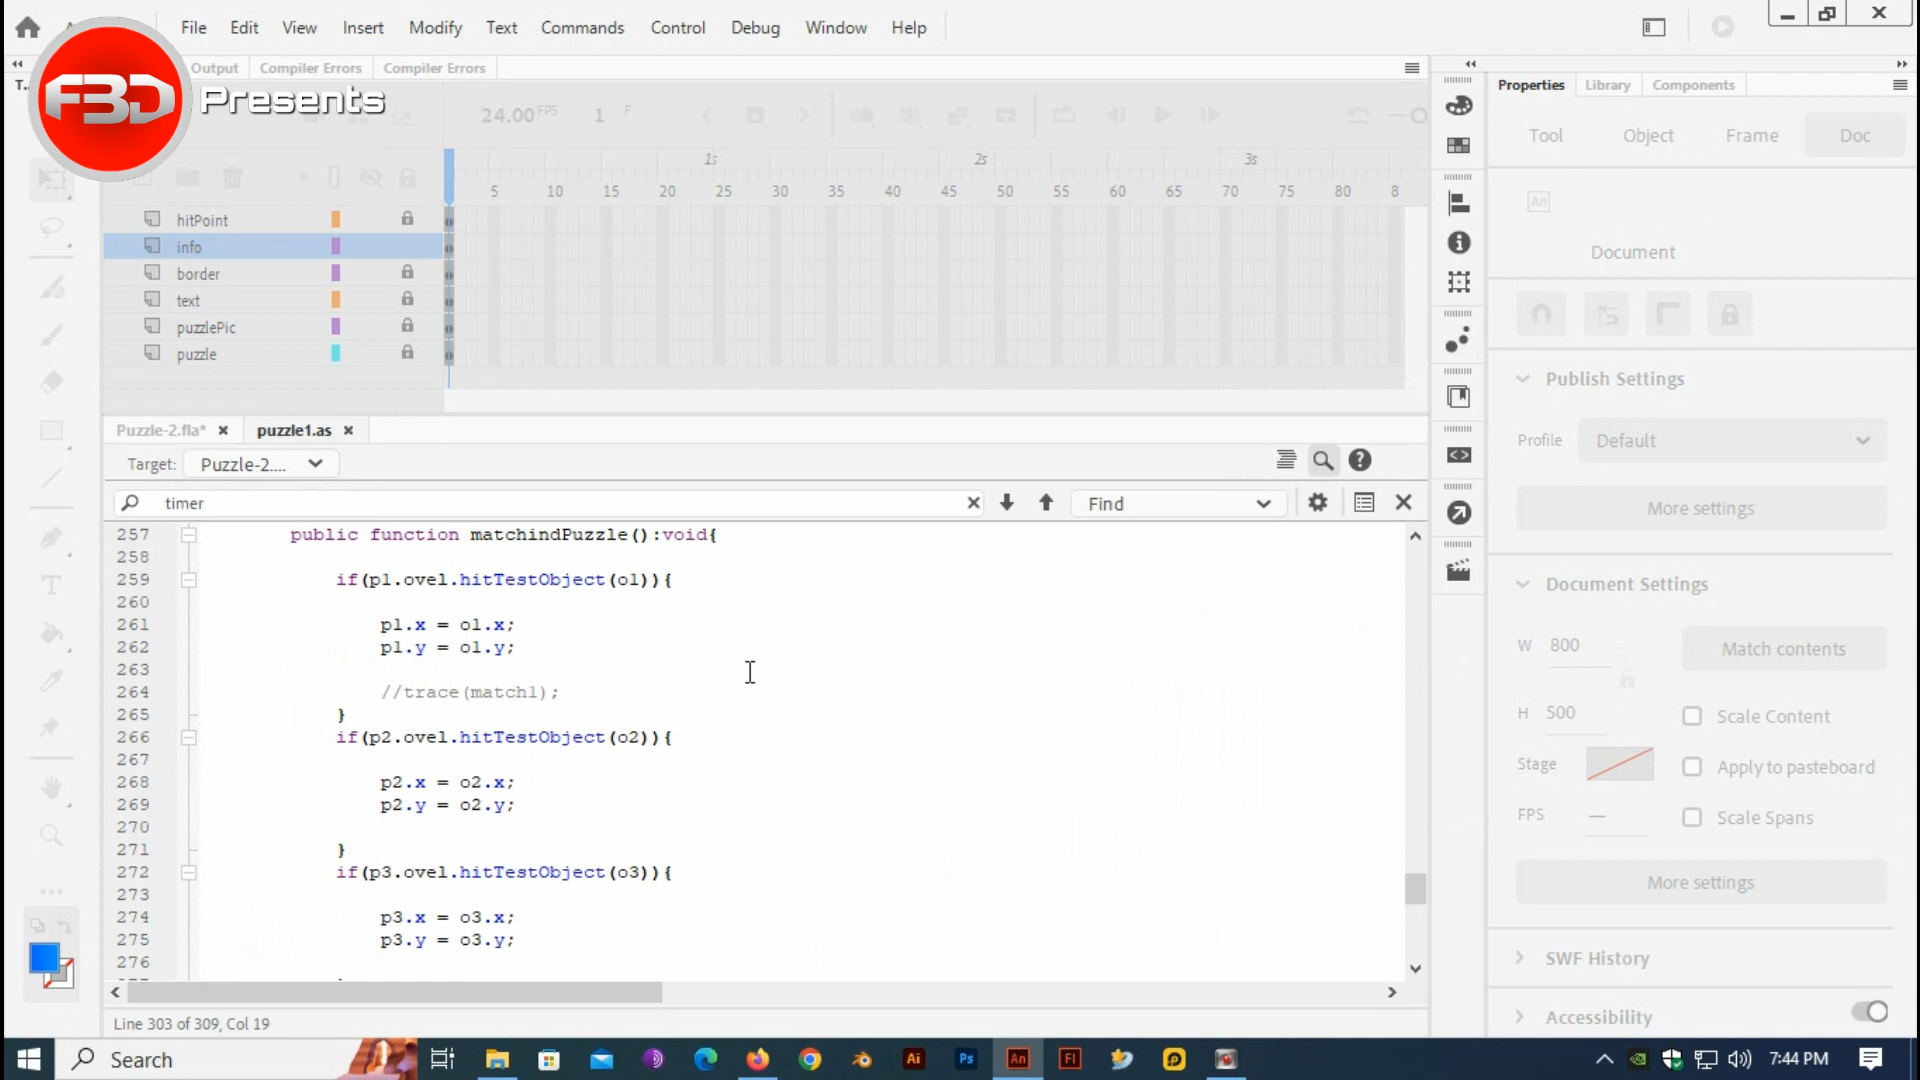 File Edit View Insert Modify Text Commands Control Debug Window Help
F3D Presents
Output Compiler Errors Compiler Errors
24.00 FPS 1 F
1s 2s 3s
5 10 15 20 25 30 35 40 45 50 55 60 65 70 75 80 8
hitPoint
info
border
text
puzzlePic
puzzle
Puzzle-2.fla* puzzle1.as
Target: Puzzle-2....
timer Find
257 public function matchindPuzzle():void{
258
259 if(p1.ovel.hitTestObject(o1)){
260
261 p1.x = o1.x;
262 p1.y = o1.y;
263
264 //trace(match1);
265 }
266 if(p2.ovel.hitTestObject(o2)){
267
268 p2.x = o2.x;
269 p2.y = o2.y;
270
271 }
272 if(p3.ovel.hitTestObject(o3)){
273
274 p3.x = o3.x;
275 p3.y = o3.y;
276
Line 303 of 309, Col 19
Properties Library Components
Tool Object Frame Doc
An
Document
Publish Settings
Profile Default
More settings
Document Settings
W 800 Match contents
H 500 Scale Content
Stage Apply to pasteboard
FPS — Scale Spans
More settings
SWF History
Accessibility
Search Ai Ps An Fl 7:44 PM